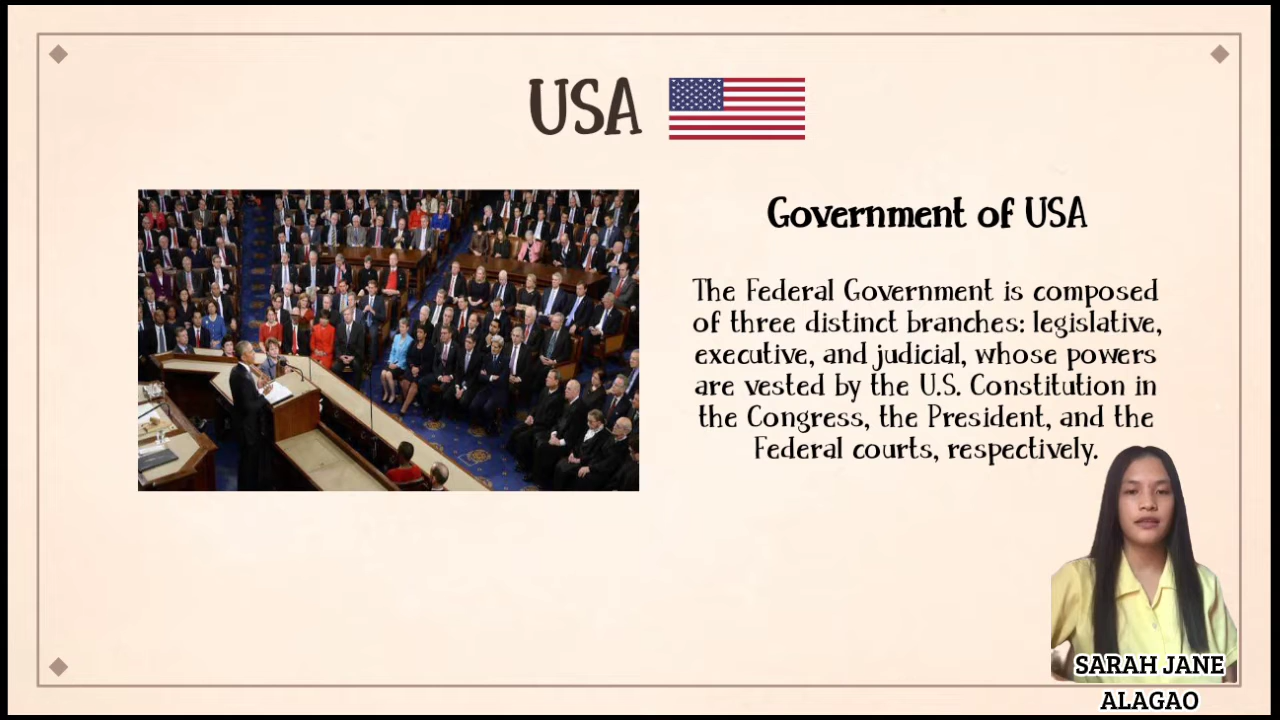 USA
Government of USA
The Federal Government is composed
of three distinct branches: legislative,
executive, and judicial, whose powers
are vested by the U.S. Constitution in
the Congress, the President, and the
Federal courts, respectively.
SARAH JANE
ALAGAO